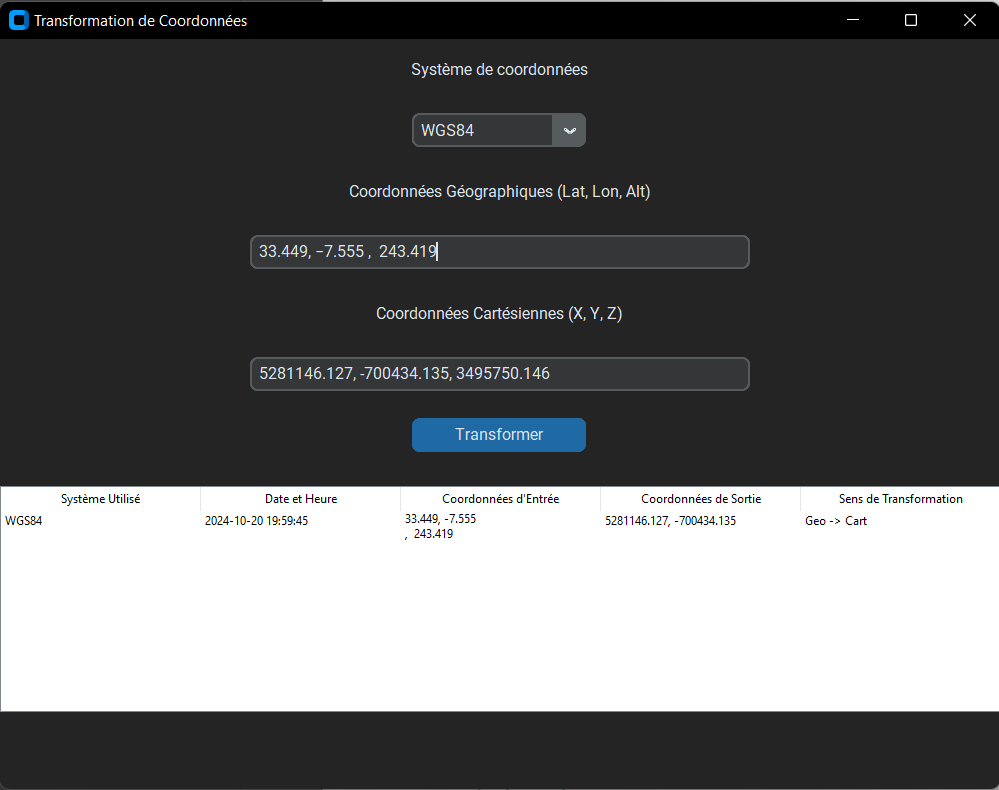 Transformation de Coordonnées
Système de coordonnées
WGS84
Coordonnées Géographiques (Lat, Lon, Alt)
33.449, −7.555 ,  243.419
Coordonnées Cartésiennes (X, Y, Z)
5281146.127, -700434.135, 3495750.146
Transformer
Système Utilisé Date et Heure Coordonnées d'Entrée Coordonnées de Sortie Sens de Transformation
WGS84 2024-10-20 19:59:45 33.449, -7.555 5281146.127, -700434.135 Geo -> Cart
,  243.419